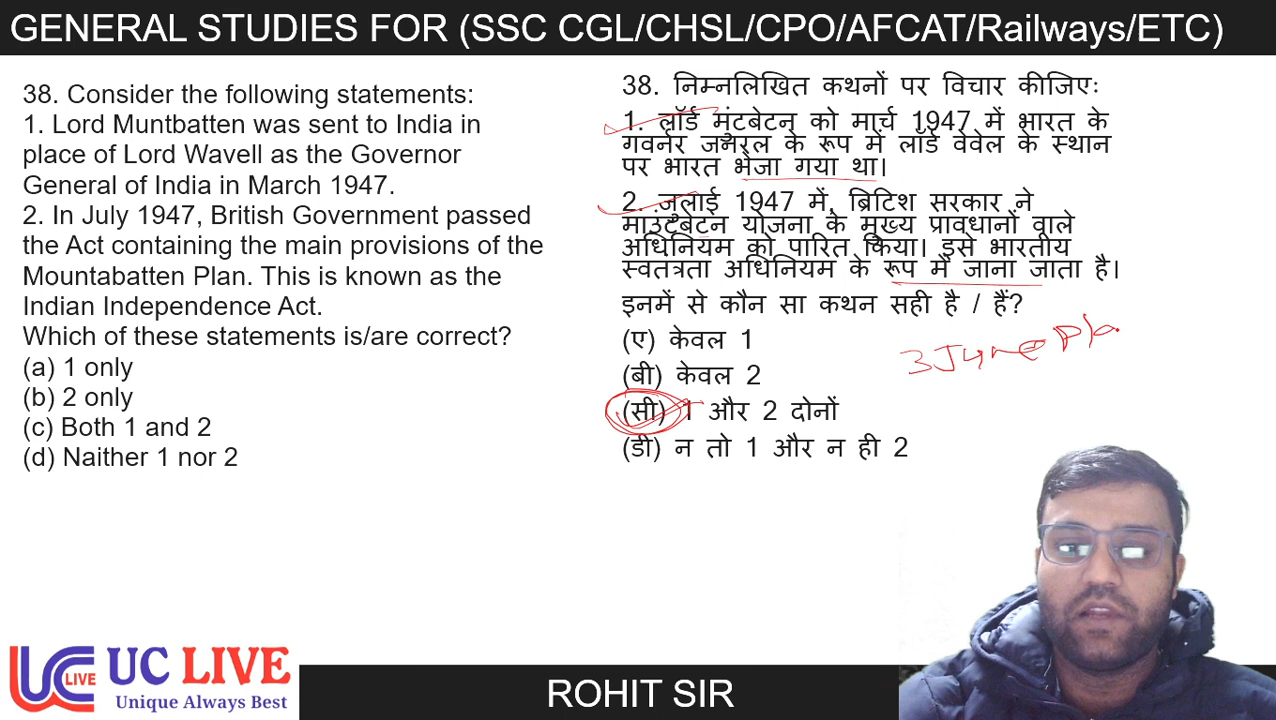 GENERAL STUDIES FOR (SSC CGL/CHSL/CPO/AFCAT/Railways/ETC)
38. Consider the following statements:
1. Lord Muntbatten was sent to India in
place of Lord Wavell as the Governor
General of India in March 1947.
2. In July 1947, British Government passed
the Act containing the main provisions of the
Mountabatten Plan. This is known as the
Indian Independence Act.
Which of these statements is/are correct?
(a) 1 only
(b) 2 only
(c) Both 1 and 2
(d) Naither 1 nor 2
38. निम्नलिखित कथनों पर विचार कीजिए:
1. लॉर्ड मुंटबेटन को मार्च 1947 में भारत के
गवर्नर जनरल के रूप में लॉर्ड वेवेल के स्थान
पर भारत भेजा गया था।
2. जुलाई 1947 में, ब्रिटिश सरकार ने
माउंटबेटन योजना के मुख्य प्रावधानों वाले
अधिनियम को पारित किया। इसे भारतीय
स्वतंत्रता अधिनियम के रूप में जाना जाता है।
इनमें से कौन सा कथन सही है / हैं?
(ए) केवल 1
(बी) केवल 2
(सी) 1 और 2 दोनों
(डी) न तो 1 और न ही 2
3 June Pla
LIVE
UC LIVE
Unique Always Best
ROHIT SIR